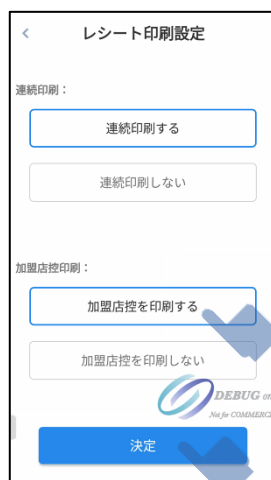 レシート印刷設定
連続印刷：
連続印刷する
連続印刷しない
加盟店控印刷：
加盟店控を印刷する
加盟店控を印刷しない
DEBUG
Not for COMMERC
決定